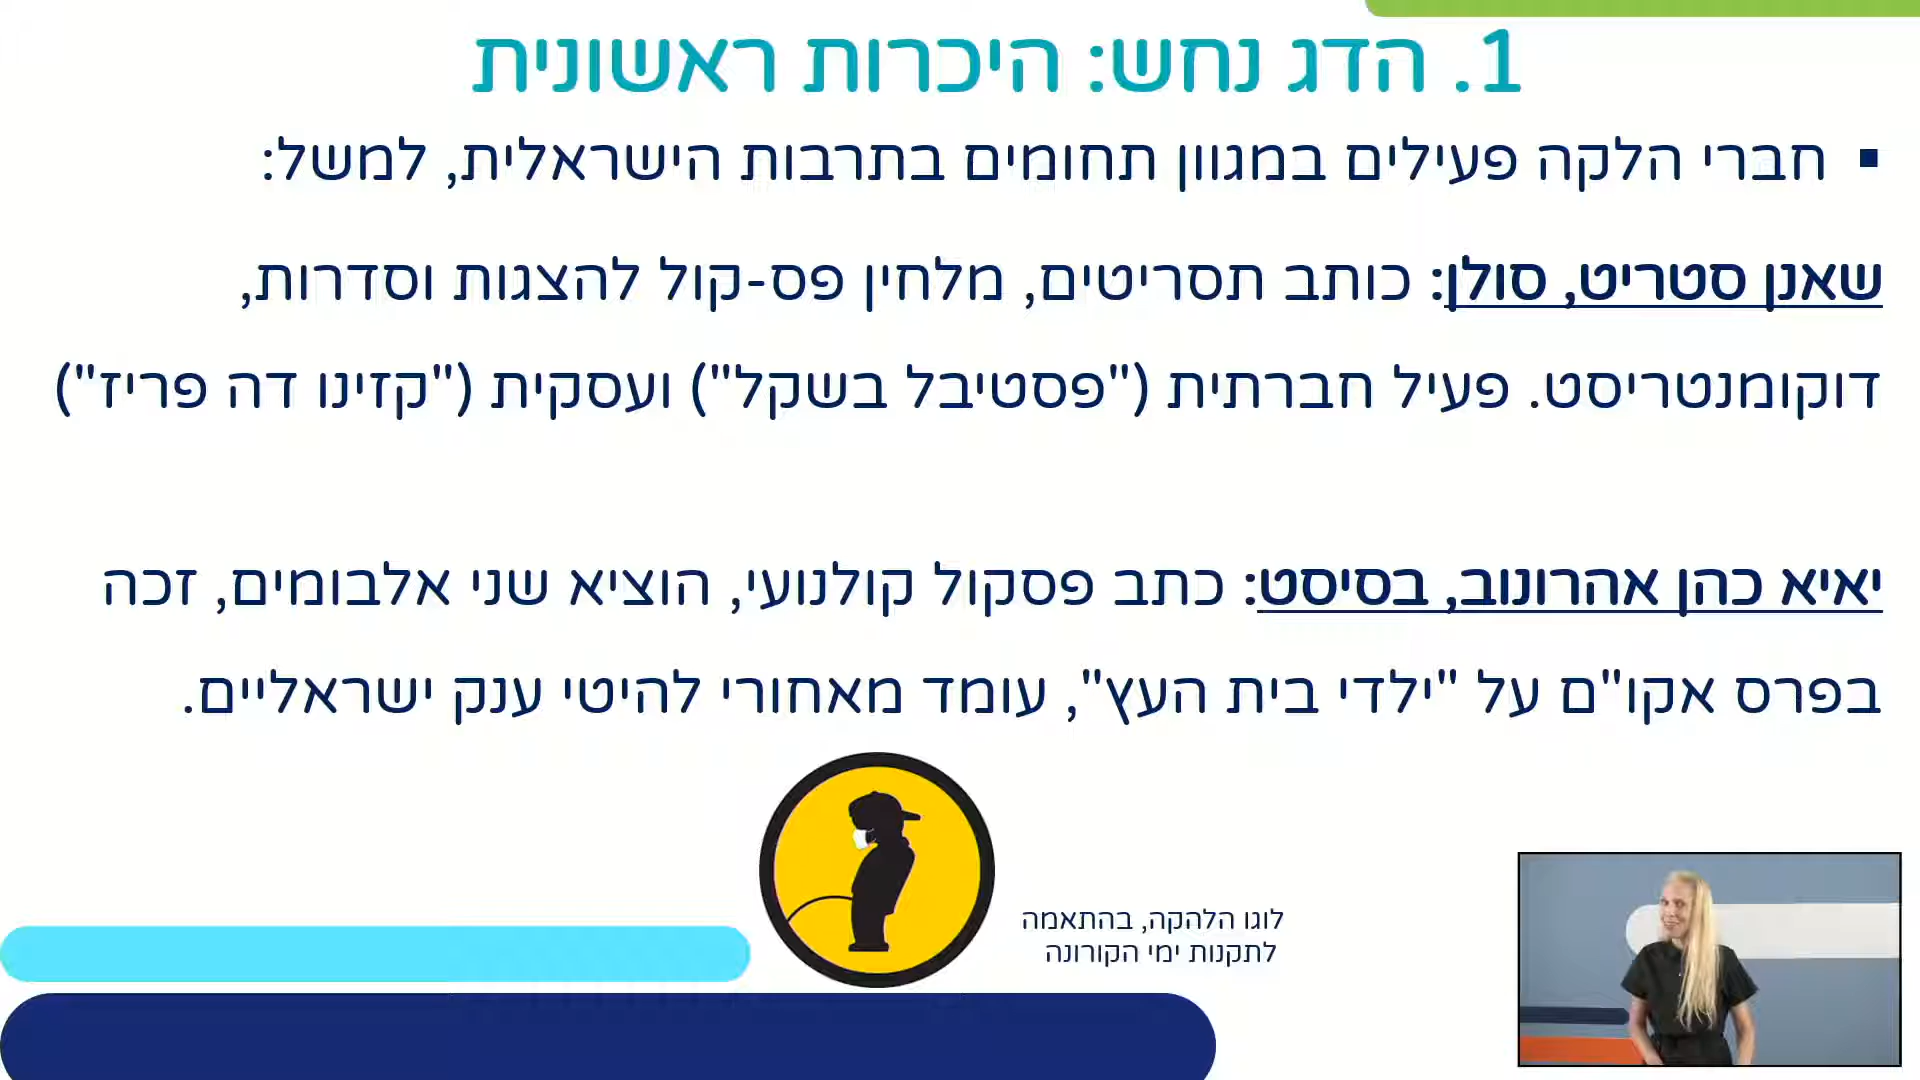 1. הדג נחש: היכרות ראשונית
▪ חברי הלקה פעילים במגוון תחומים בתרבות הישראלית, למשל:
שאנן סטריט, סולן: כותב תסריטים, מלחין פס-קול להצגות וסדרות,
דוקומנטריסט. פעיל חברתית ("פסטיבל בשקל") ועסקית ("קזינו דה פריז")
יאיא כהן אהרונוב, בסיסט: כתב פסקול קולנועי, הוציא שני אלבומים, זכה
בפרס אקו"ם על "ילדי בית העץ", עומד מאחורי להיטי ענק ישראליים.
לוגו הלהקה, בהתאמה
לתקנות ימי הקורונה